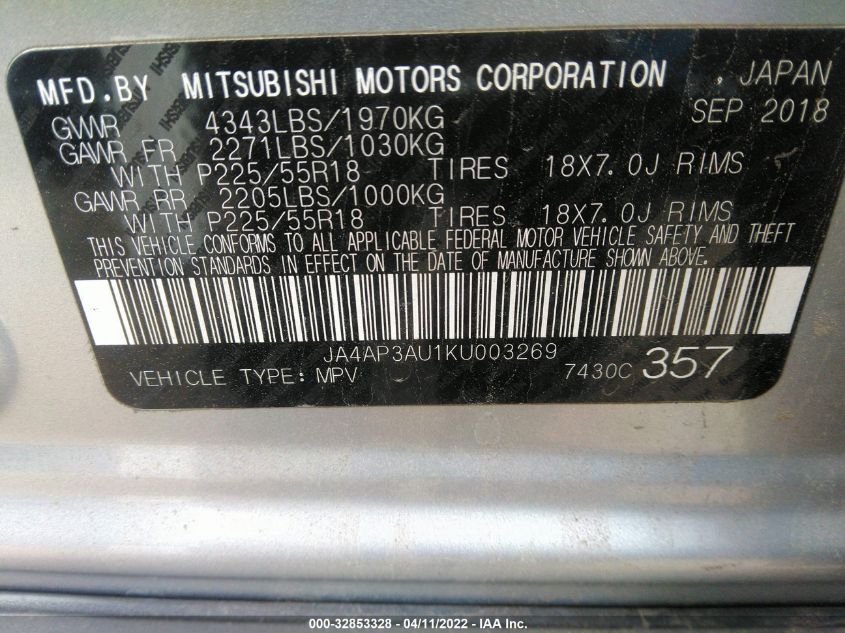 MFD.BY MITSUBISHI MOTORS CORPORATION , JAPAN
GVWR 4343LBS/1970KG SEP 2018
GAWR FR 2271LBS/1030KG
WITH P225/55R18 TIRES 18X7.0J RIMS
GAWR RR 2205LBS/1000KG
WITH P225/55R18 TIRES 18X7.0J RIMS
THIS VEHICLE CONFORMS TO ALL APPLICABLE FEDERAL MOTOR VEHICLE SAFETY AND THEFT
PREVENTION STANDARDS IN EFFECT ON THE DATE OF MANUFACTURE SHOWN ABOVE.
JA4AP3AU1KU003269
VEHICLE TYPE: MPV 7430C 357
000-32853328 - 04/11/2022 - IAA Inc.